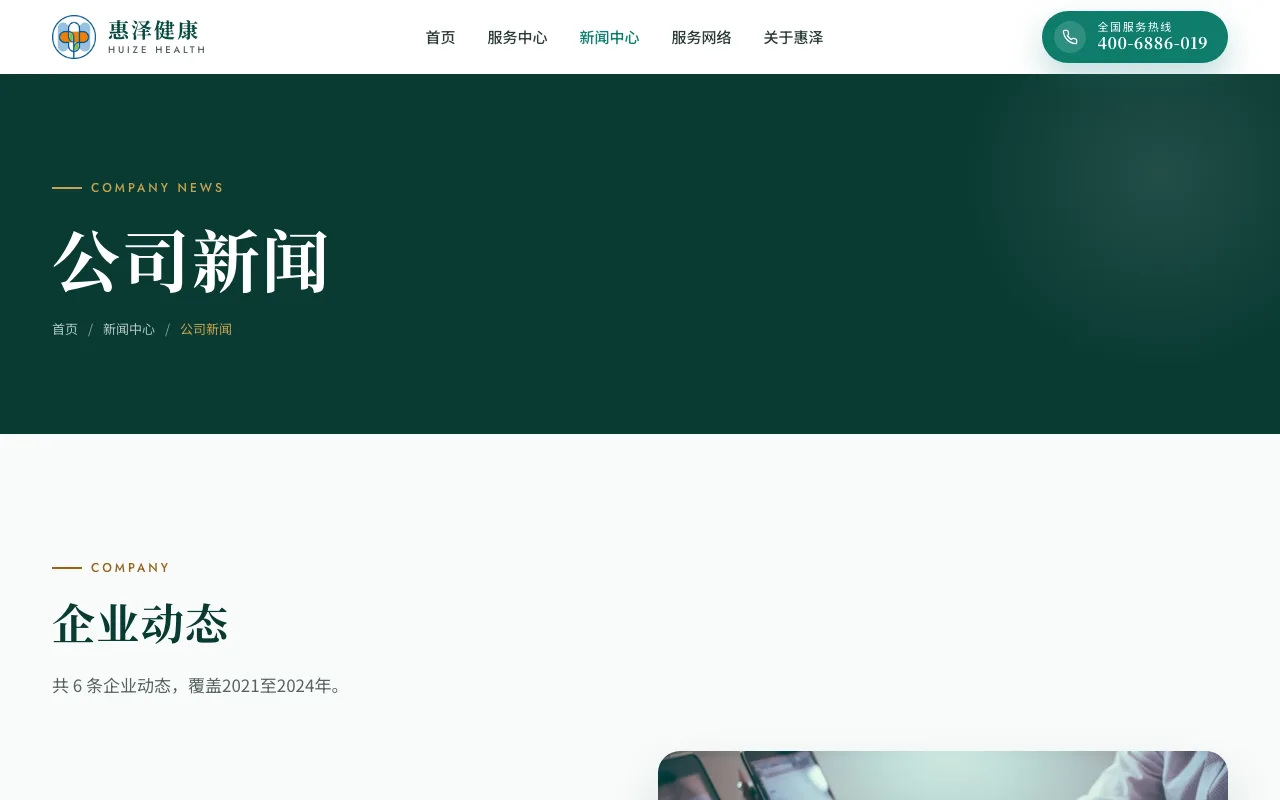 惠泽健康
HUIZE HEALTH
首页
服务中心
新闻中心
服务网络
关于惠泽
全国服务热线
400-6886-019
COMPANY NEWS
公司新闻
首页 / 新闻中心 / 公司新闻
COMPANY
企业动态
共 6 条企业动态，覆盖2021至2024年。